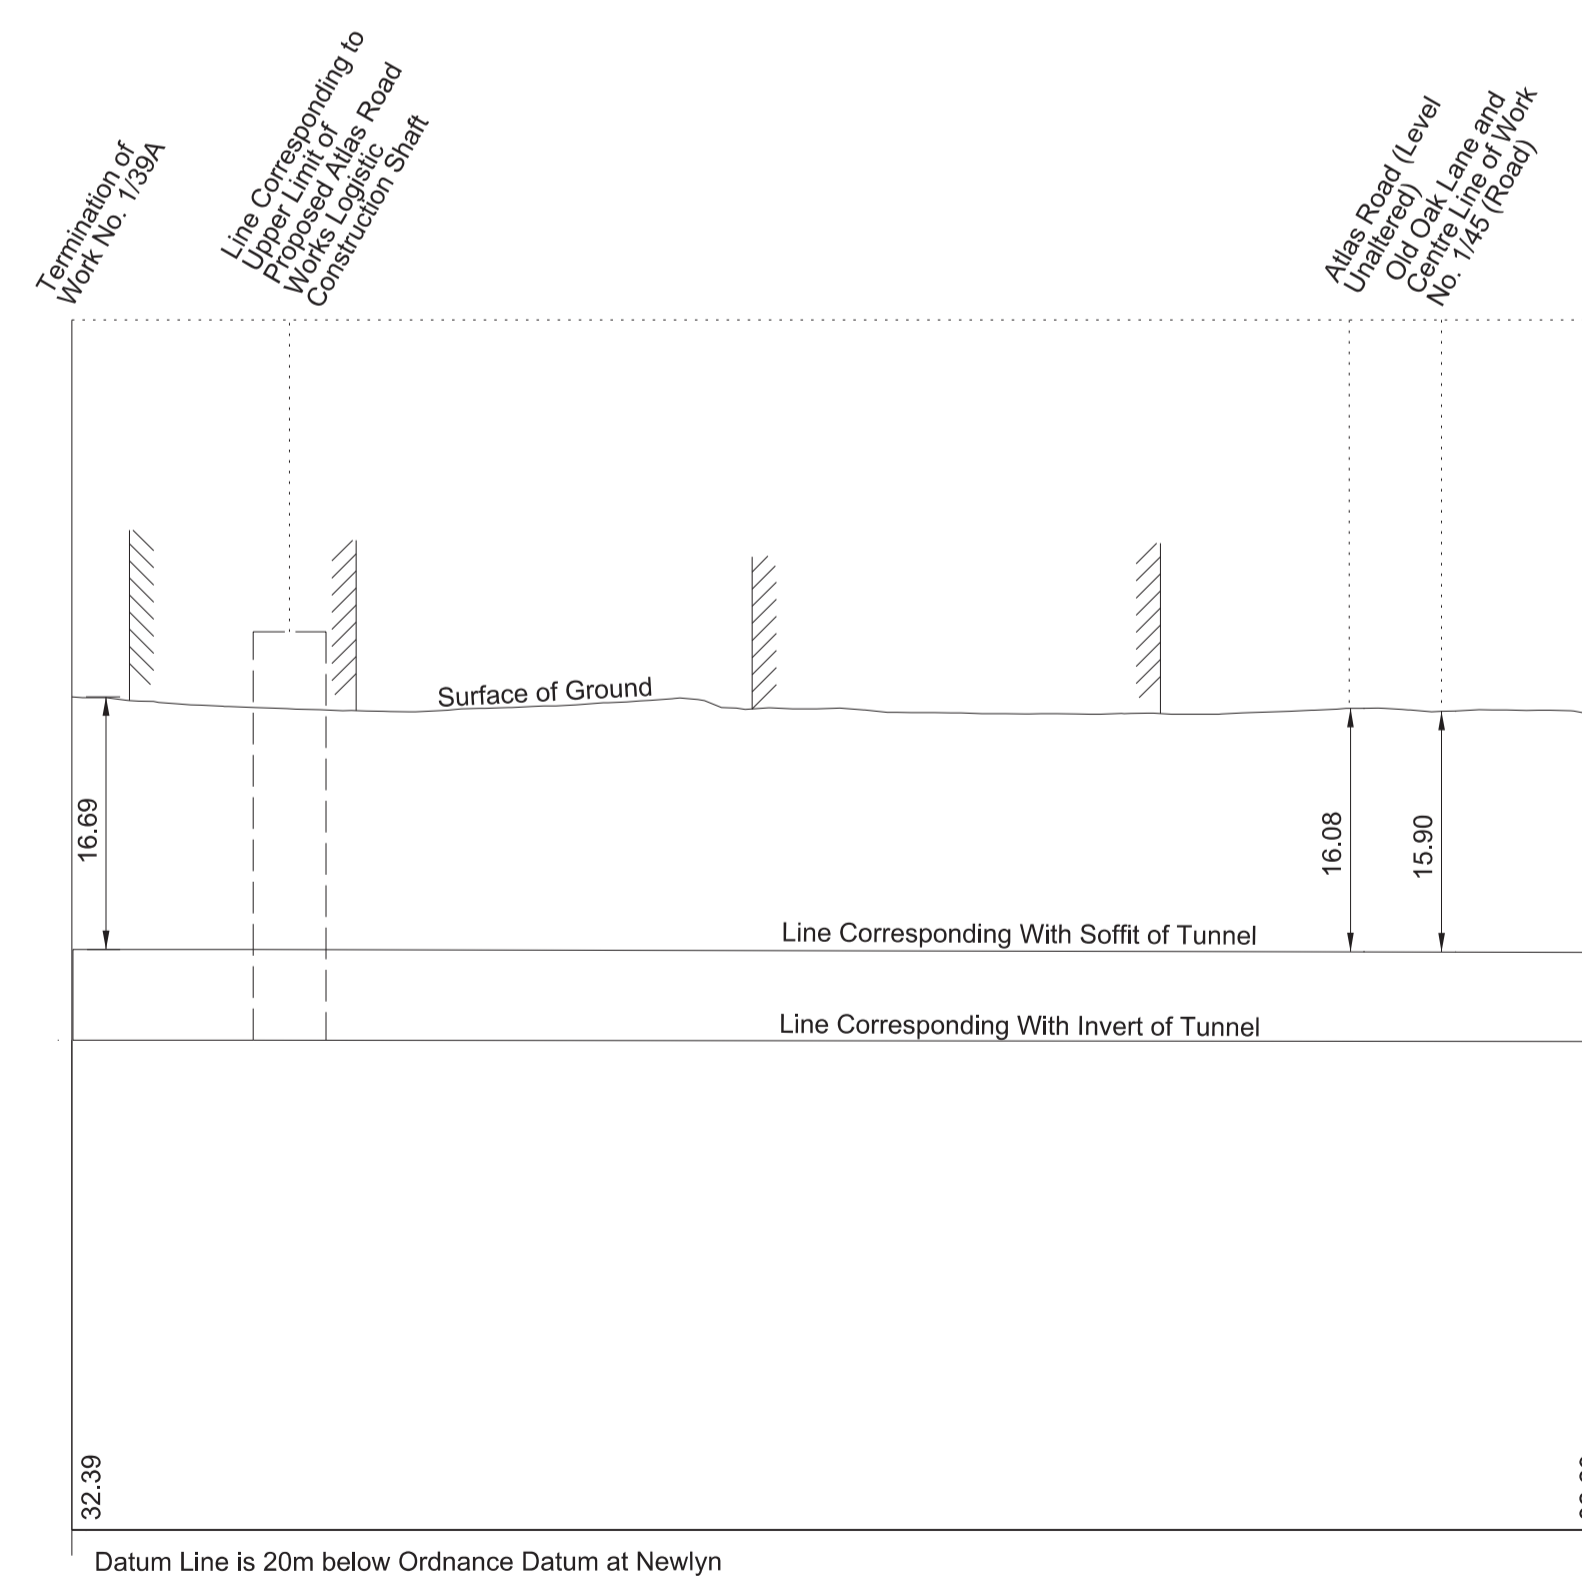 Termination of
Work No. 1/39A
Line Corresponding to
Upper Limit of
Proposed Atlas Road
Works Logistic
Construction Shaft
Atlas Road (Level
Unaltered)
Old Oak Lane and
Centre Line of Work
No. 1/45 (Road)
Surface of Ground
16.69
16.08
15.90
Line Corresponding With Soffit of Tunnel
Line Corresponding With Invert of Tunnel
32.39
Datum Line is 20m below Ordnance Datum at Newlyn